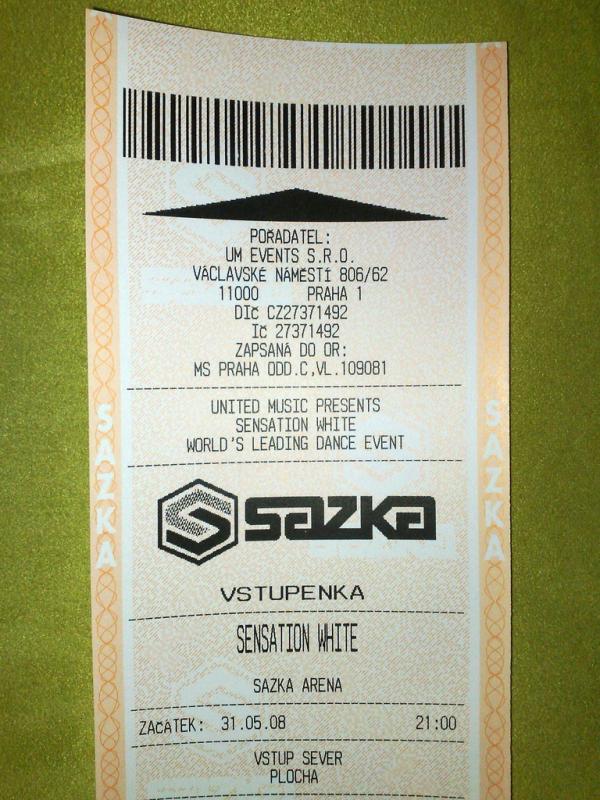 POŘADATEL:
UM EVENTS S.R.O.
VÁCLAVSKÉ NÁMĚSTÍ 806/62
11000 PRAHA 1
DIČ CZ27371492
IČ 27371492
ZAPSANÁ DO OR:
MS PRAHA ODD.C,VL.109081
UNITED MUSIC PRESENTS
SENSATION WHITE
WORLD'S LEADING DANCE EVENT
SAZKA
SAZKA
S sazka
VSTUPENKA
SENSATION WHITE
SAZKA ARENA
ZAČÁTEK: 31.05.08 21:00
VSTUP SEVER
PLOCHA